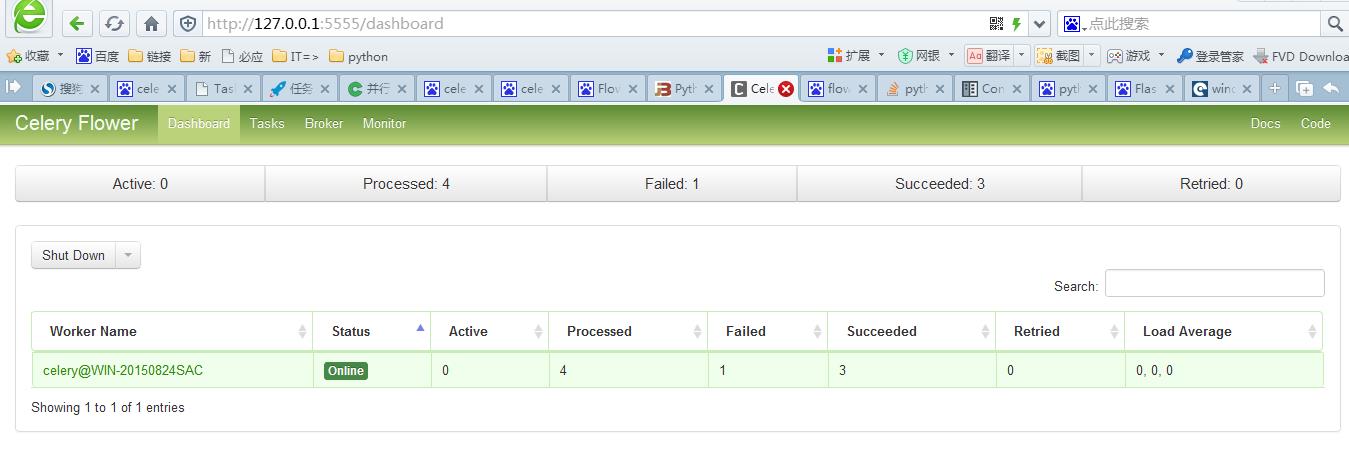 http://127.0.0.1:5555/dashboard 点此搜索
收藏 百度 链接 新 必应 IT=> python 扩展 网银 Aa 翻译 截图 游戏 登录管家 FVD Downloa
搜狗 cele Tas 任务 并行 cele cele Flow Pyth Cele flow pyth Con pyth Flas winc
Celery Flower Dashboard Tasks Broker Monitor Docs Code
Active: 0 Processed: 4 Failed: 1 Succeeded: 3 Retried: 0
Shut Down
Search:
Worker Name Status Active Processed Failed Succeeded Retried Load Average
celery@WIN-20150824SAC Online 0 4 1 3 0 0, 0, 0
Showing 1 to 1 of 1 entries